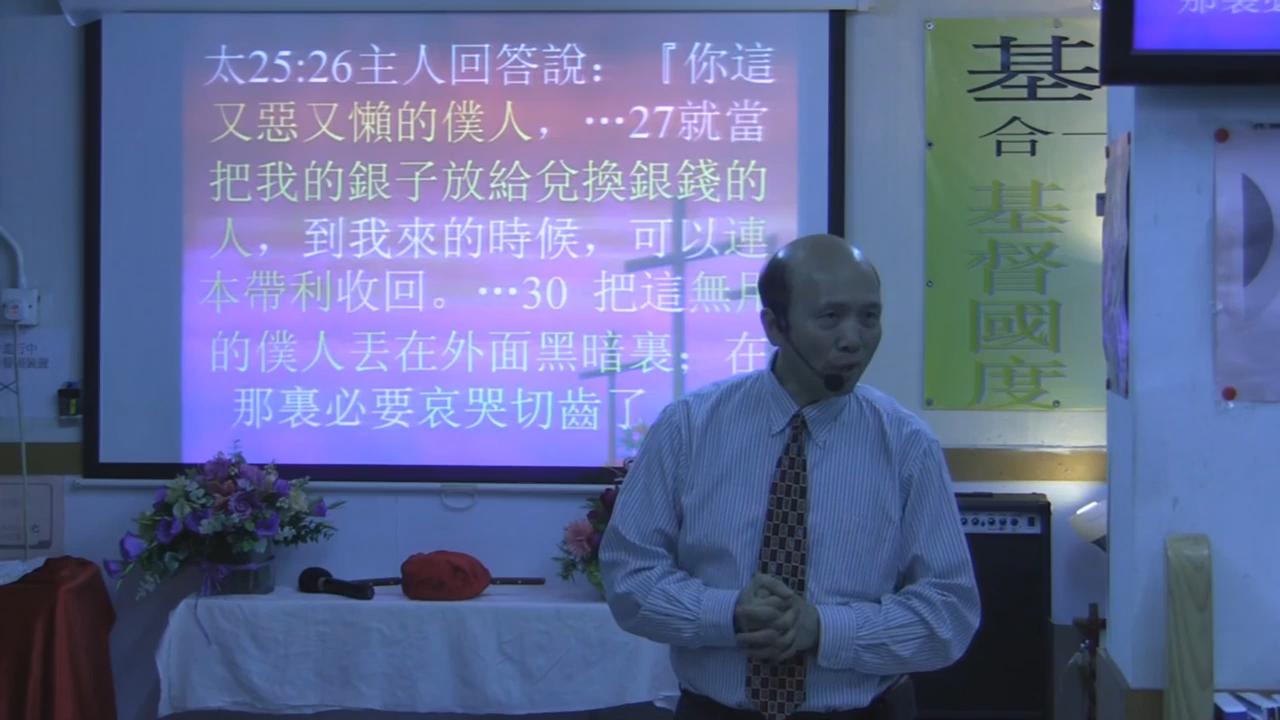 太25:26主人回答說：『你這
又惡又懶的僕人，…27就當
把我的銀子放給兌換銀錢的
人，到我來的時候，可以連
本帶利收回。…30 把這無用
的僕人丟在外面黑暗裏；在
那裏必要哀哭切齒了
基
合一
基督國度
那裏必